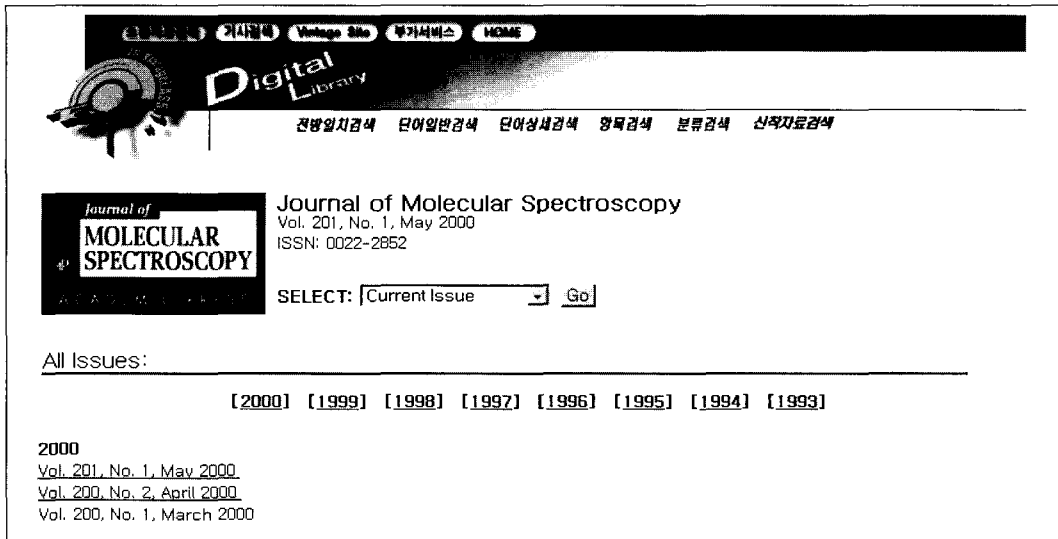 기사검색 Vintage Site 부가서비스 HOME
Digital
Library
전방일치검색 단어일반검색 단어상세검색 항목검색 분류검색 신착자료검색
Journal of
MOLECULAR
SPECTROSCOPY
Journal of Molecular Spectroscopy
Vol. 201, No. 1, May 2000
ISSN: 0022-2852
SELECT: Current Issue Go
All Issues:
[2000] [1999] [1998] [1997] [1996] [1995] [1994] [1993]
2000
Vol. 201, No. 1, May 2000
Vol. 200, No. 2, April 2000
Vol. 200, No. 1, March 2000